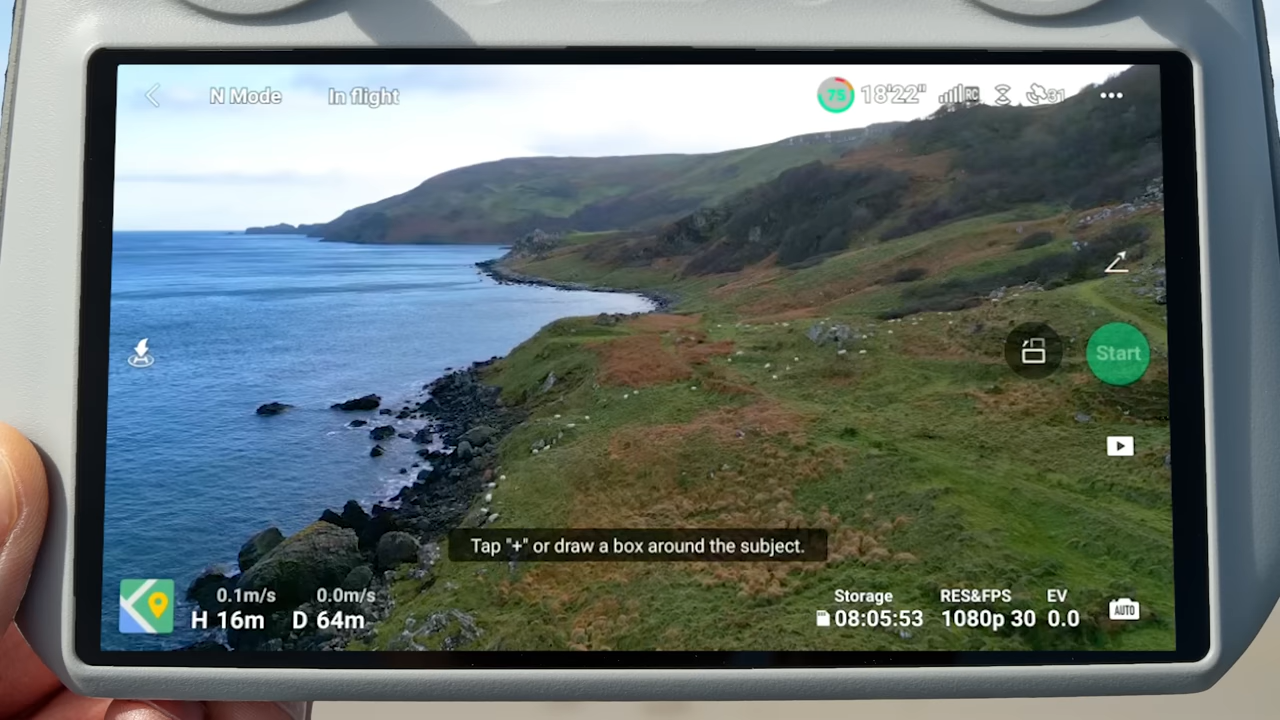 N Mode
In flight
75
18'22"
RC
31
Start
Tap "+" or draw a box around the subject.
0.1m/s
0.0m/s
H 16m
D 64m
Storage
RES&FPS
EV
08:05:53
1080p 30
0.0
AUTO